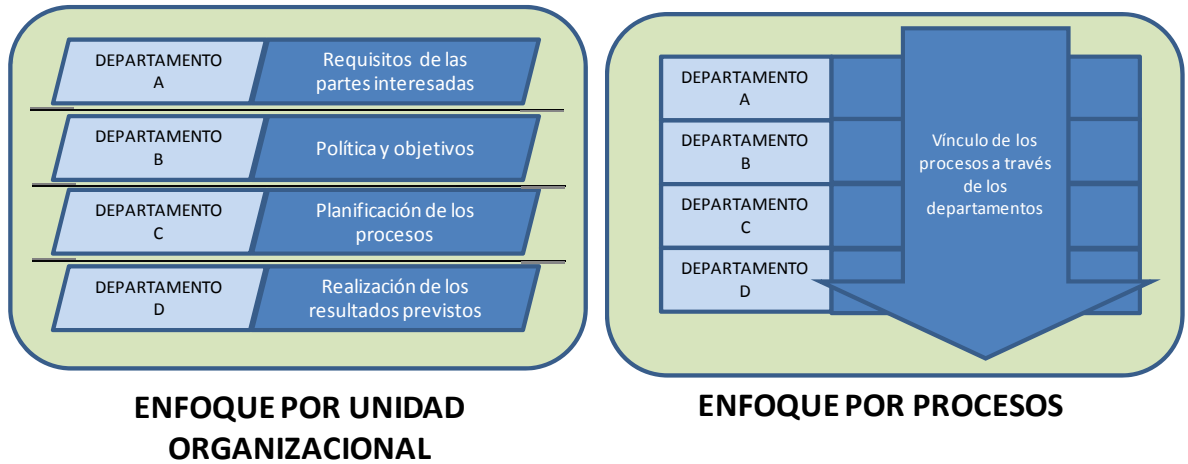 DEPARTAMENTO
A
Requisitos de las
partes interesadas
DEPARTAMENTO
B
Política y objetivos
DEPARTAMENTO
C
Planificación de los
procesos
DEPARTAMENTO
D
Realización de los
resultados previstos
ENFOQUE POR UNIDAD
ORGANIZACIONAL
DEPARTAMENTO
A
DEPARTAMENTO
B
DEPARTAMENTO
C
DEPARTAMENTO
D
Vínculo de los
procesos a través
de los
departamentos
ENFOQUE POR PROCESOS